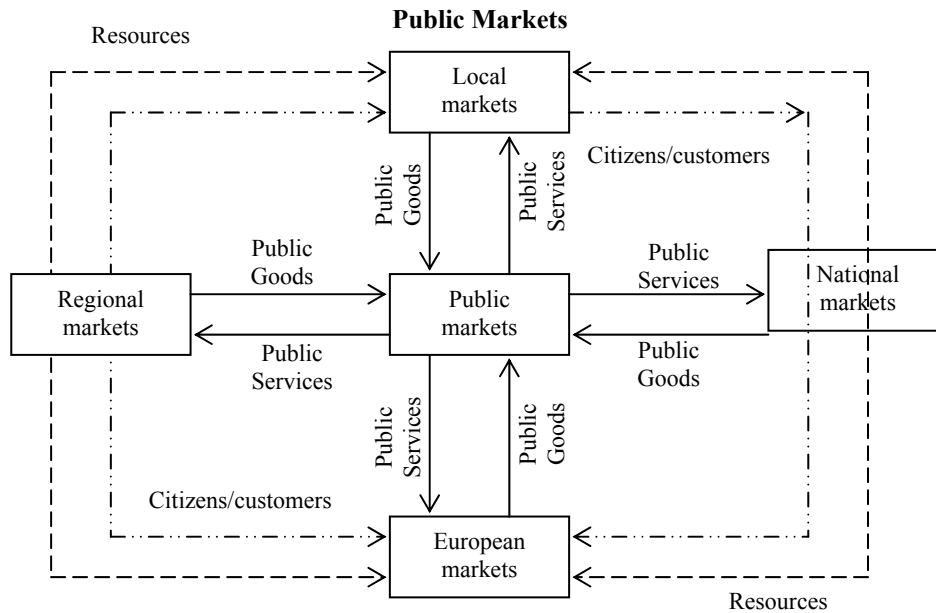 Public Markets
Resources
Local
markets
Citizens/customers
Public
Goods
Public
Services
Public
Goods
Public
Services
Regional
markets
Public
markets
National
markets
Public
Services
Public
Goods
Public
Services
Public
Goods
Citizens/customers
European
markets
Resources